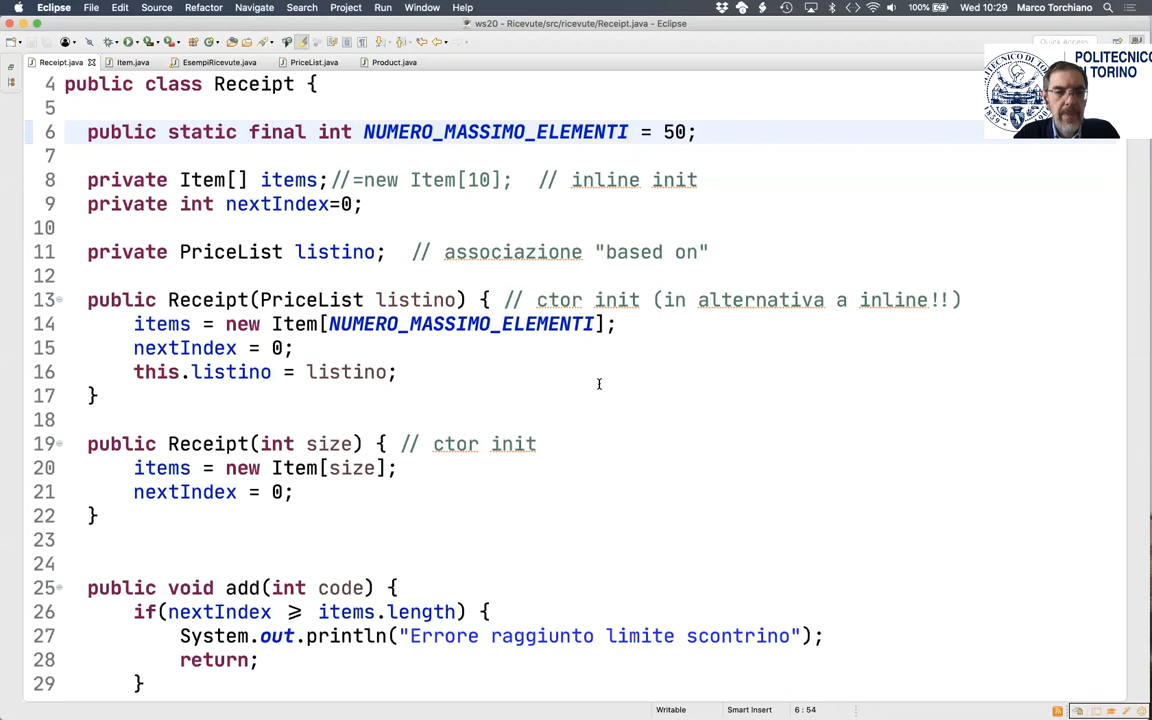 Eclipse File Edit Source Refactor Navigate Search Project Run Window Help 100% Wed 10:29 Marco Torchiano
ws20 - Ricevute/src/ricevute/Receipt.java - Eclipse
Quick Access
Receipt.java Item.java EsempiRicevute.java PriceList.java Product.java
POLITECNICO
DI TORINO
4 public class Receipt {
5
6 public static final int NUMERO_MASSIMO_ELEMENTI = 50;
7
8 private Item[] items;//=new Item[10]; // inline init
9 private int nextIndex=0;
10
11 private PriceList listino; // associazione "based on"
12
13 public Receipt(PriceList listino) { // ctor init (in alternativa a inline!!)
14 items = new Item[NUMERO_MASSIMO_ELEMENTI];
15 nextIndex = 0;
16 this.listino = listino;
17 }
18
19 public Receipt(int size) { // ctor init
20 items = new Item[size];
21 nextIndex = 0;
22 }
23
24
25 public void add(int code) {
26 if(nextIndex >= items.length) {
27 System.out.println("Errore raggiunto limite scontrino");
28 return;
29 }
Writable Smart Insert 6 : 54